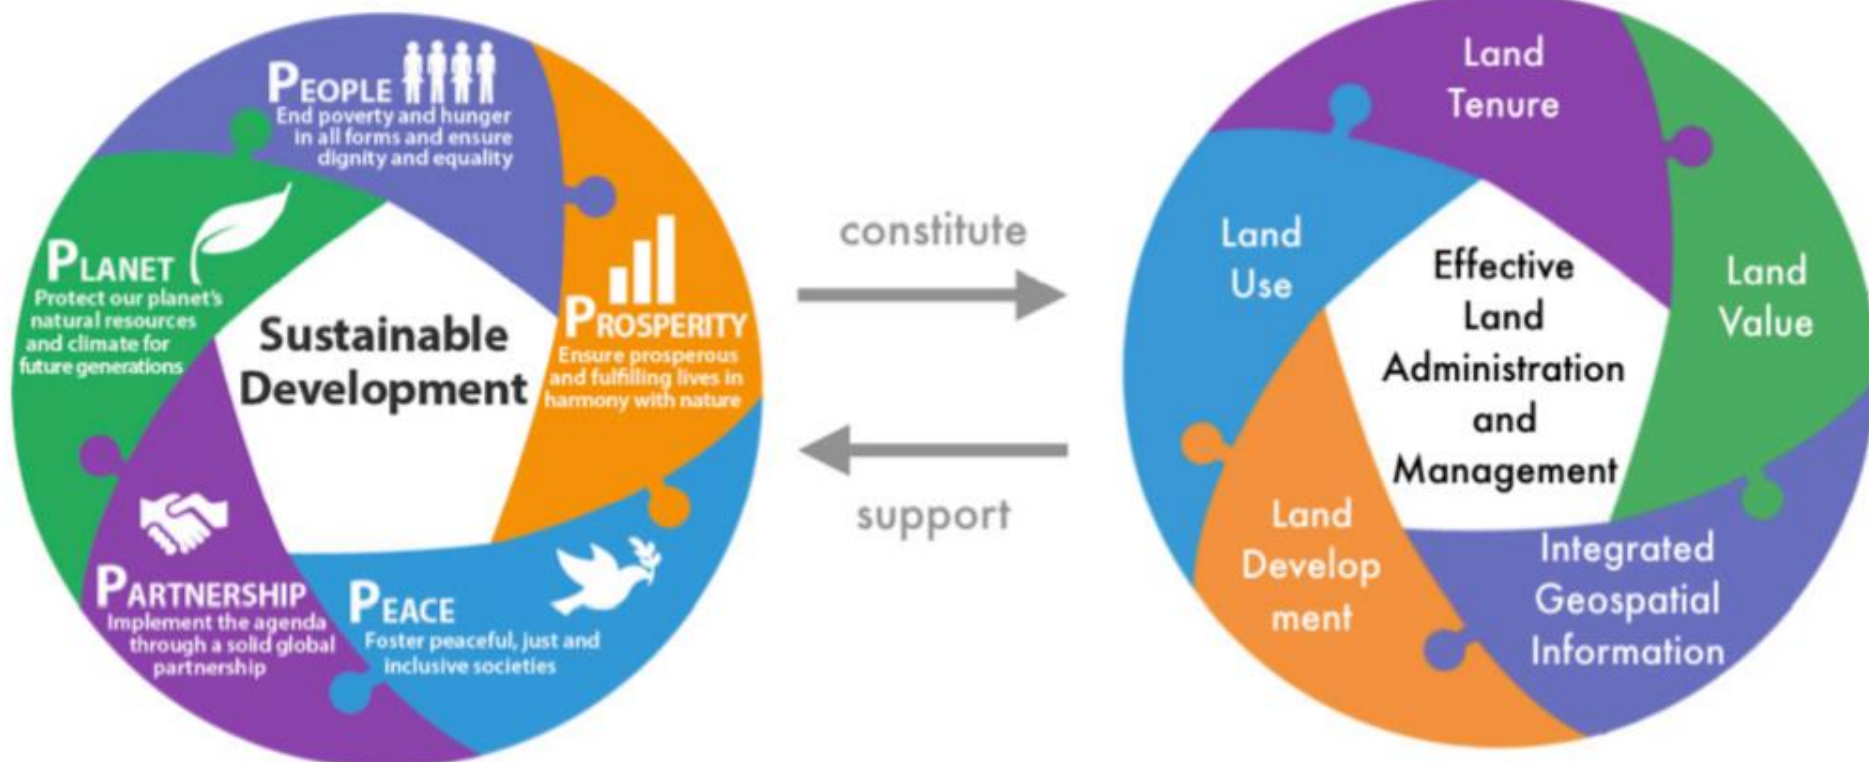 PEOPLE
End poverty and hunger
in all forms and ensure
dignity and equality
PROSPERITY
Ensure prosperous
and fulfilling lives in
harmony with nature
PEACE
Foster peaceful, just and
inclusive societies
PARTNERSHIP
Implement the agenda
through a solid global
partnership
PLANET
Protect our planet's
natural resources
and climate for
future generations
Sustainable
Development
constitute
support
Land
Tenure
Land
Value
Integrated
Geospatial
Information
Land
Develop
ment
Land
Use
Effective
Land
Administration
and
Management